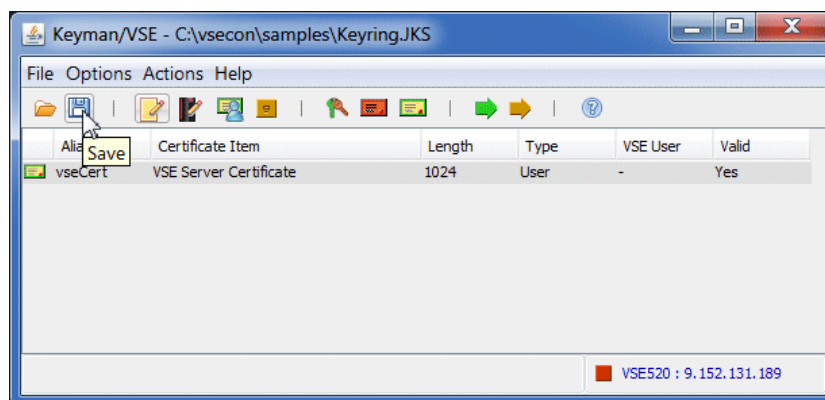 Keyman/VSE - C:\vsecon\samples\Keyring.JKS
File Options Actions Help
Save
Certificate Item Length Type VSE User Valid
vseCert VSE Server Certificate 1024 User - Yes
VSE520 : 9.152.131.189